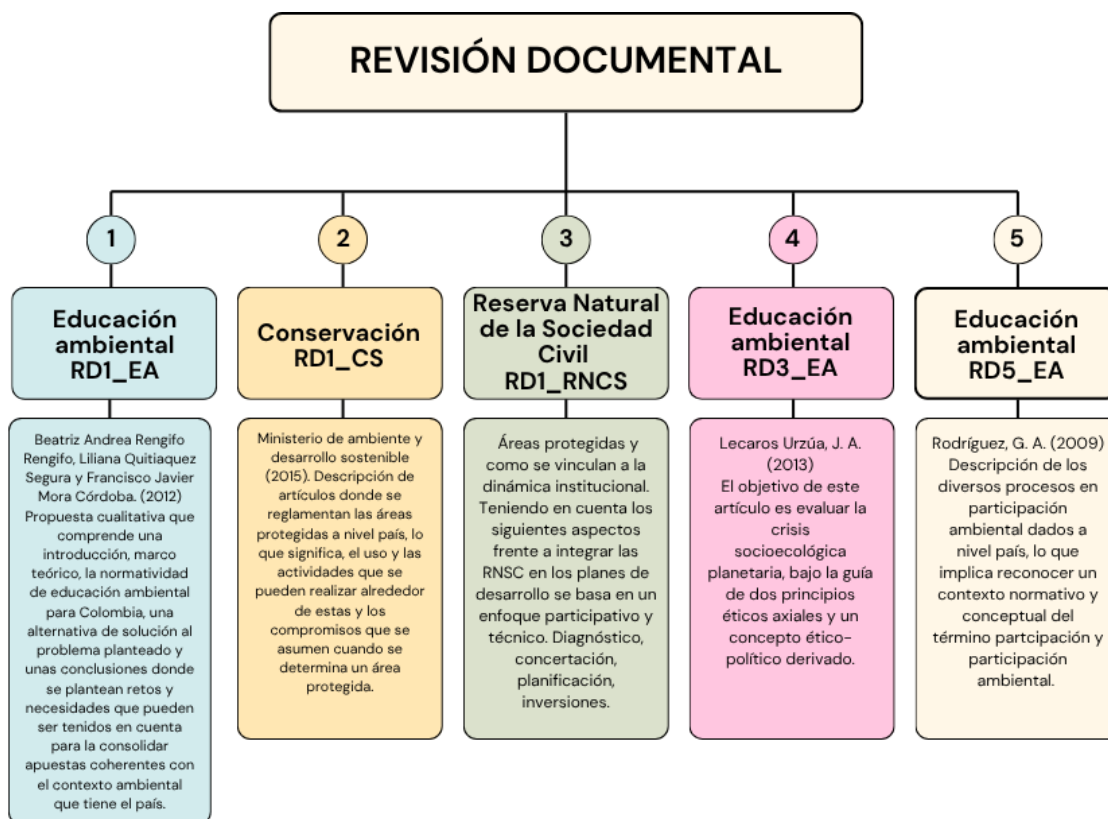 REVISIÓN DOCUMENTAL
1
2
3
4
5
Educación
ambiental
RD1_EA
Conservación
RD1_CS
Reserva Natural
de la Sociedad
Civil
RD1_RNCS
Educación
ambiental
RD3_EA
Educación
ambiental
RD5_EA
Beatriz Andrea Rengifo
Rengifo, Liliana Quitiaquez
Segura y Francisco Javier
Mora Córdoba. (2012)
Propuesta cualitativa que
comprende una
introducción, marco
teórico, la normatividad
de educación ambiental
para Colombia, una
alternativa de solución al
problema planteado y
unas conclusiones donde
se plantean retos y
necesidades que pueden
ser tenidos en cuenta
para la consolidar
apuestas coherentes con
el contexto ambiental
que tiene el país.
Ministerio de ambiente y
desarrollo sostenible
(2015). Descripción de
artículos donde se
reglamentan las áreas
protegidas a nivel país, lo
que significa, el uso y las
actividades que se
pueden realizar alrededor
de estas y los
compromisos que se
asumen cuando se
determina un área
protegida.
Áreas protegidas y
como se vinculan a la
dinámica institucional.
Teniendo en cuenta los
siguientes aspectos
frente a integrar las
RNSC en los planes de
desarrollo se basa en un
enfoque participativo y
técnico. Diagnóstico,
concertación,
planificación,
inversiones.
Lecaros Urzúa, J. A.
(2013)
El objetivo de este
artículo es evaluar la
crisis
socioecológica
planetaria, bajo la guía
de dos principios
éticos axiales y un
concepto ético-
político derivado.
Rodríguez, G. A. (2009)
Descripción de los
diversos procesos en
participación
ambiental dados a
nivel país, lo que
implica reconocer un
contexto normativo y
conceptual del
término partcipación y
participación
ambiental.